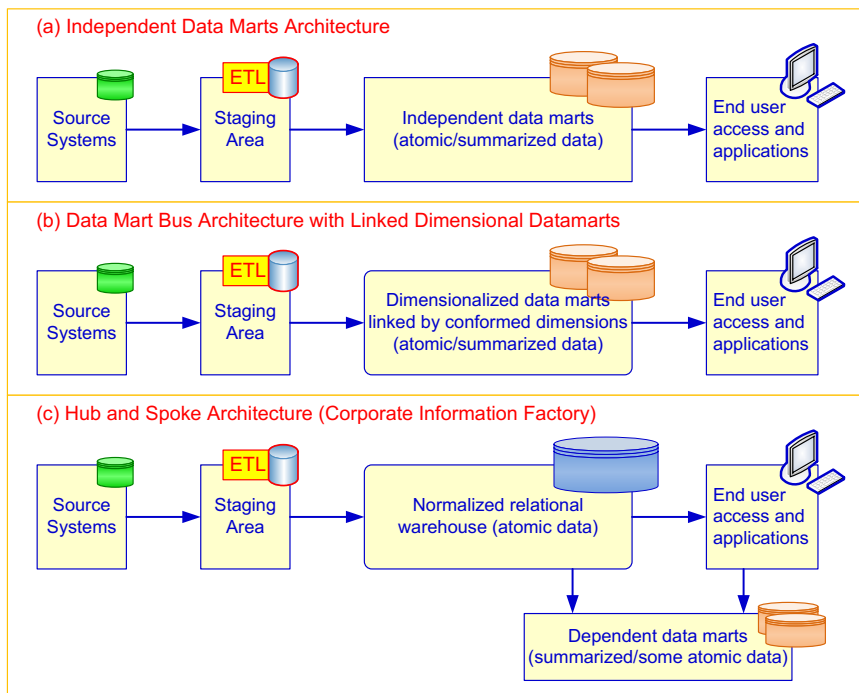 (a) Independent Data Marts Architecture
ETL
Source
Systems
Staging
Area
Independent data marts
(atomic/summarized data)
End user
access and
applications
(b) Data Mart Bus Architecture with Linked Dimensional Datamarts
ETL
Source
Systems
Staging
Area
Dimensionalized data marts
linked by conformed dimensions
(atomic/summarized data)
End user
access and
applications
(c) Hub and Spoke Architecture (Corporate Information Factory)
ETL
Source
Systems
Staging
Area
Normalized relational
warehouse (atomic data)
End user
access and
applications
Dependent data marts
(summarized/some atomic data)